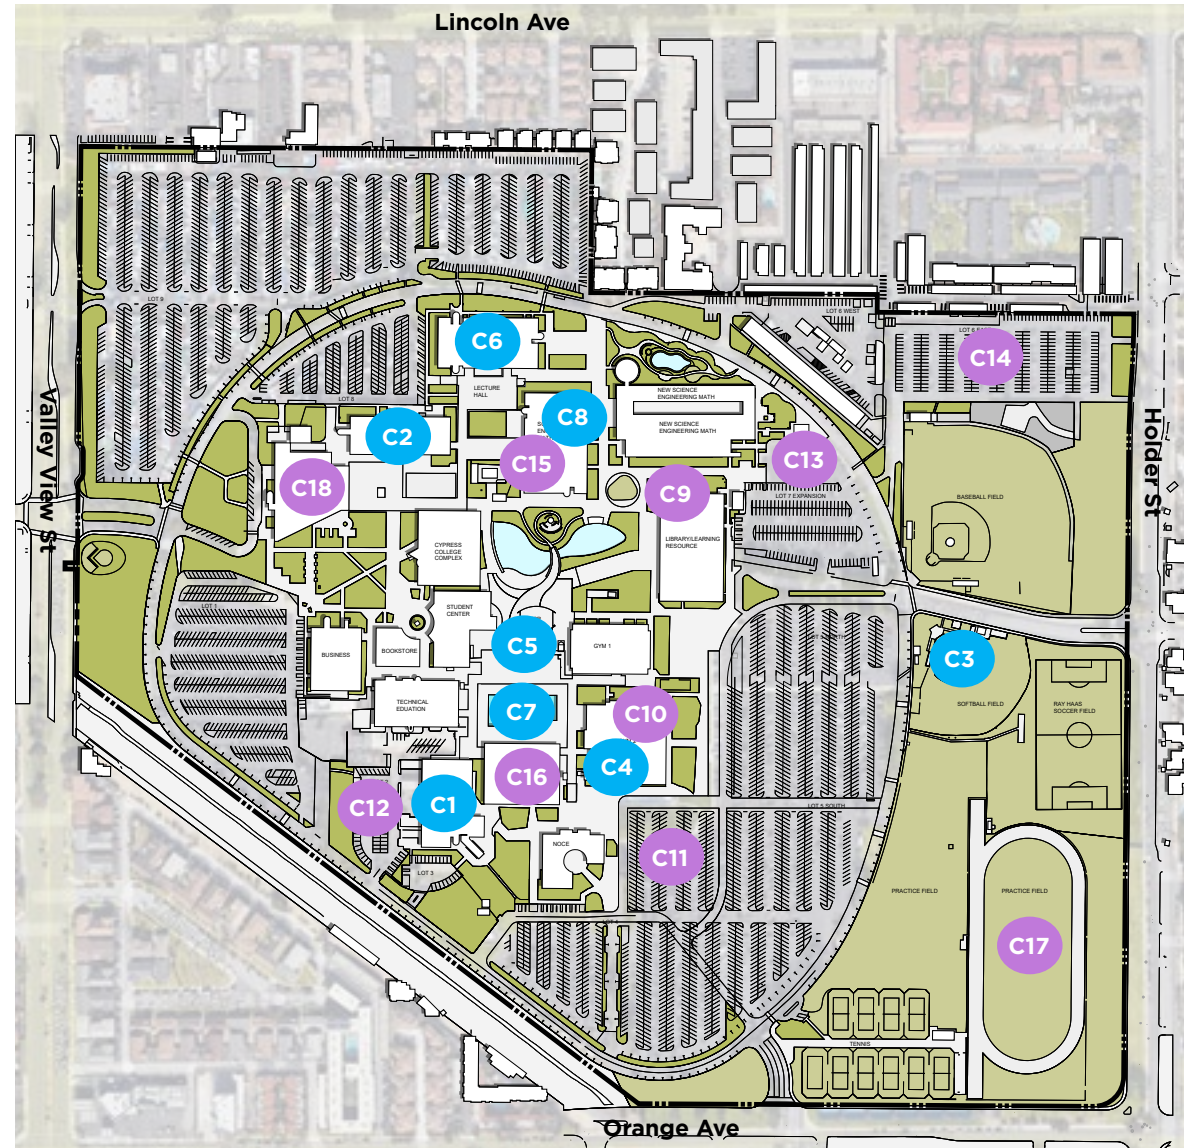 Lincoln Ave
LOT 9
LOT 6 WEST
C6
C14
LECTURE
HALL
NEW SCIENCE
ENGINEERING MATH
LOT 8
C8
C2
NEW SCIENCE
ENGINEERING MATH
Valley View St
Holder St
C15
C13
C18
C9
LOT 7 EXPANSION
BASEBALL FIELD
LIBRARY/LEARNING
RESOURCE
CYPRESS
COLLEGE
COMPLEX
LOT 1
STUDENT
CENTER
C5
GYM 1
BUSINESS
BOOKSTORE
C3
TECHNICAL
EDUATION
C7
C10
SOFTBALL FIELD
RAY HAAS
SOCCER FIELD
C4
C16
C12
C1
LOT 5 SOUTH
NOCE
C11
LOT 3
PRACTICE FIELD
PRACTICE FIELD
C17
TENNIS
Orange Ave